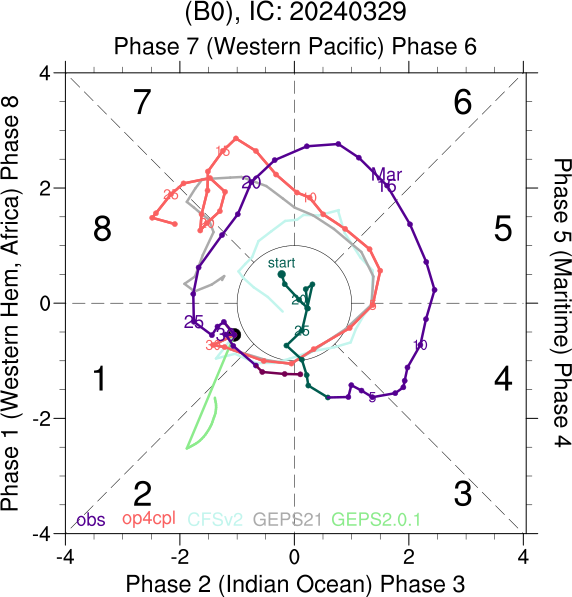 (B0), IC: 20240329
Phase 7 (Western Pacific) Phase 6
4
2
0
-2
-4
-4
-2
0
2
4
Phase 1 (Western Hem, Africa) Phase 8
Phase 5 (Maritime) Phase 4
Phase 2 (Indian Ocean) Phase 3
7
6
8
5
1
4
2
3
Mar
15
20
25
10
5
start
20
25
15
10
5
30
25
obs
op4cpl
CFSv2
GEPS21
GEPS2.0.1